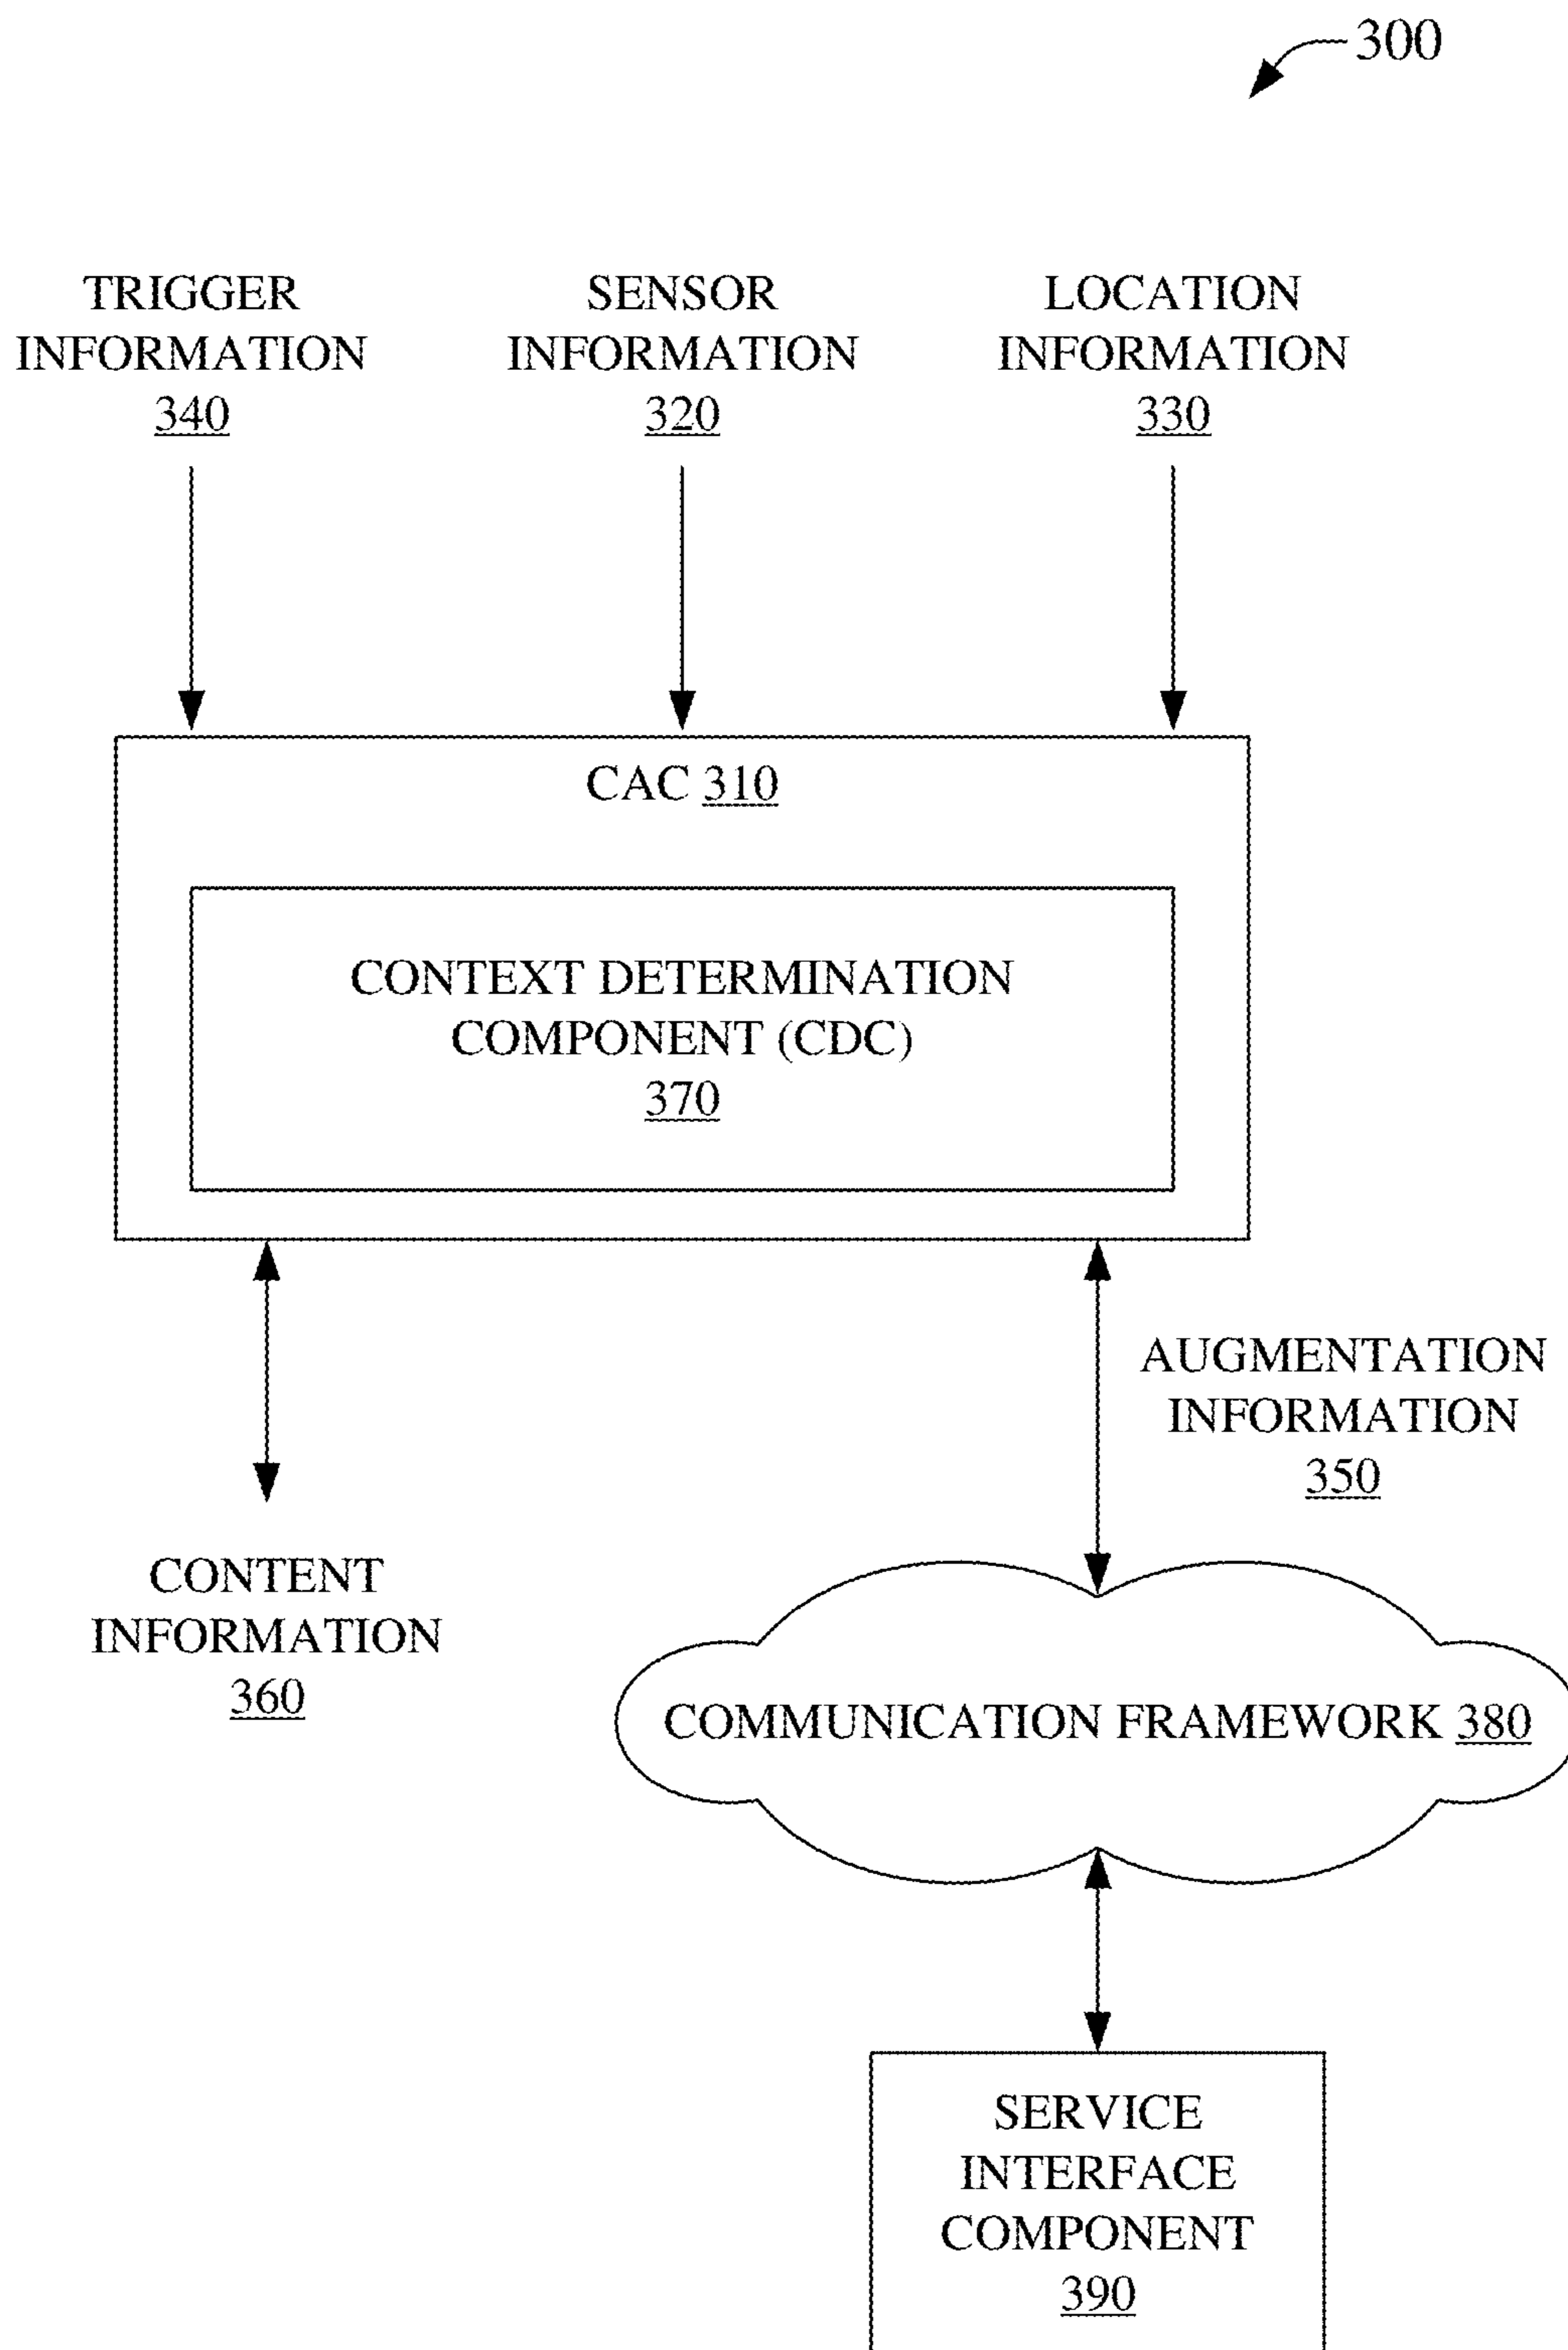 300
TRIGGER
INFORMATION
340
SENSOR
INFORMATION
320
LOCATION
INFORMATION
330
CAC 310
CONTEXT DETERMINATION
COMPONENT (CDC)
370
AUGMENTATION
INFORMATION
350
CONTENT
INFORMATION
360
COMMUNICATION FRAMEWORK 380
SERVICE
INTERFACE
COMPONENT
390